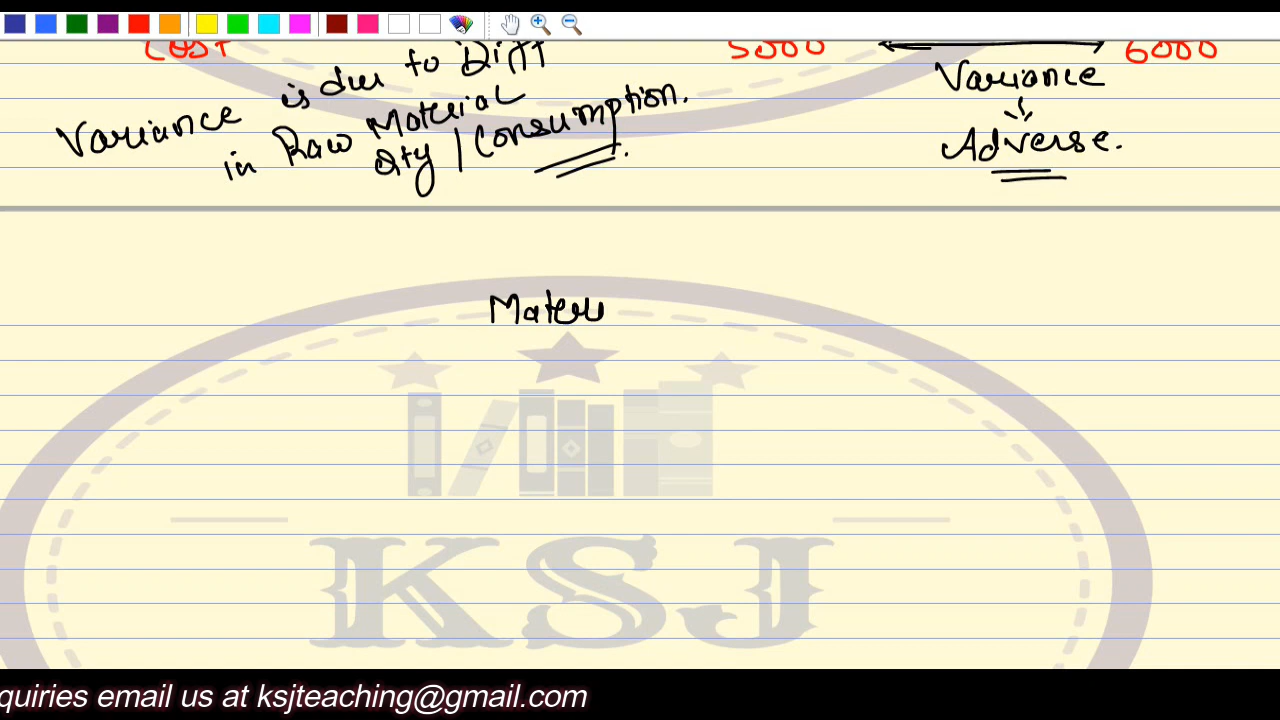 Cost 5000 6000
Variance is due to Diff
in Raw Material
Qty / Consumption.
Variance
Adverse.
Materi
KSJ
quiries email us at ksjteaching@gmail.com